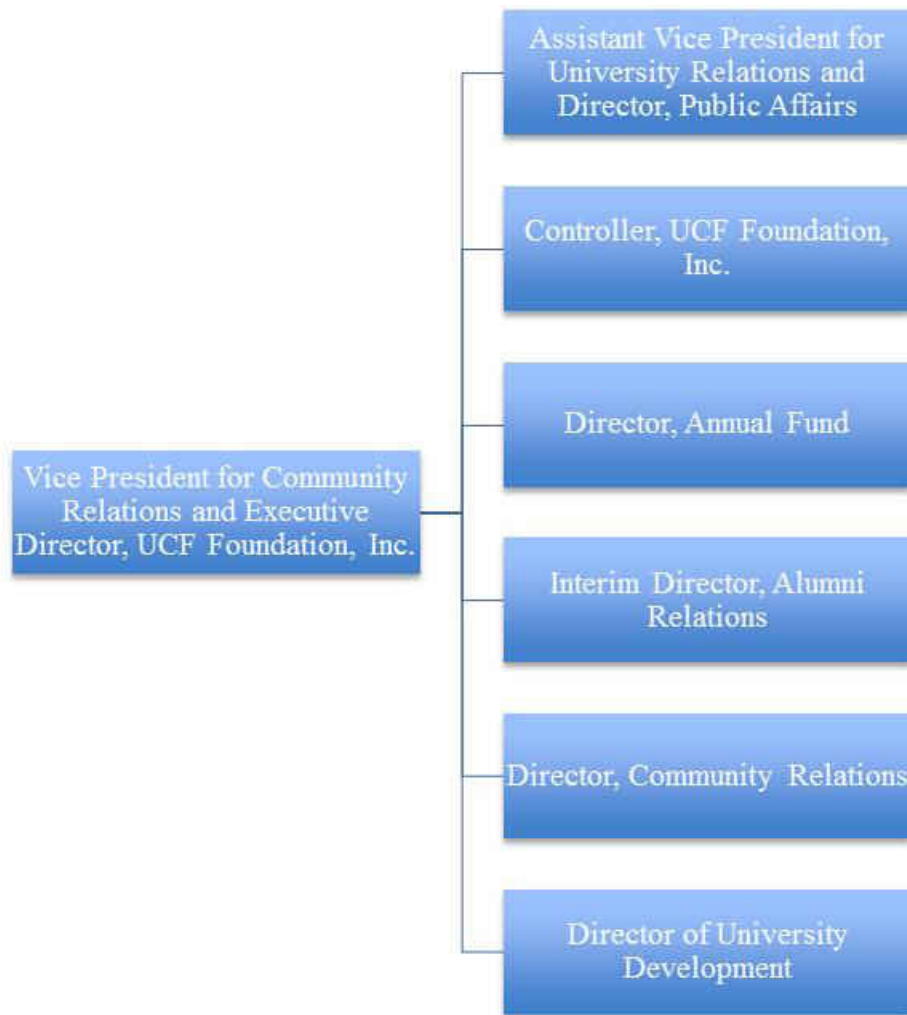 Assistant Vice President for
University Relations and
Director, Public Affairs
Controller, UCF Foundation,
Inc.
Director, Annual Fund
Vice President for Community
Relations and Executive
Director, UCF Foundation, Inc.
Interim Director, Alumni
Relations
Director, Community Relations
Director of University
Development